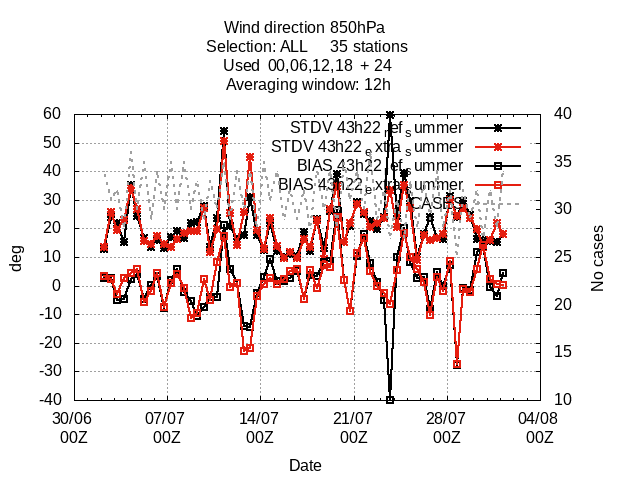 Wind direction 850hPa
Selection: ALL 35 stations
Used 00,06,12,18 + 24
Averaging window: 12h
STDV 43h22_ref_summer
STDV 43h22_extra_summer
BIAS 43h22_ref_summer
BIAS 43h22_extra_summer
CASES
60
50
40
30
20
10
0
-10
-20
-30
-40
deg
40
35
30
25
20
15
10
No cases
30/06 07/07 14/07 21/07 28/07 04/08
00Z 00Z 00Z 00Z 00Z 00Z
Date